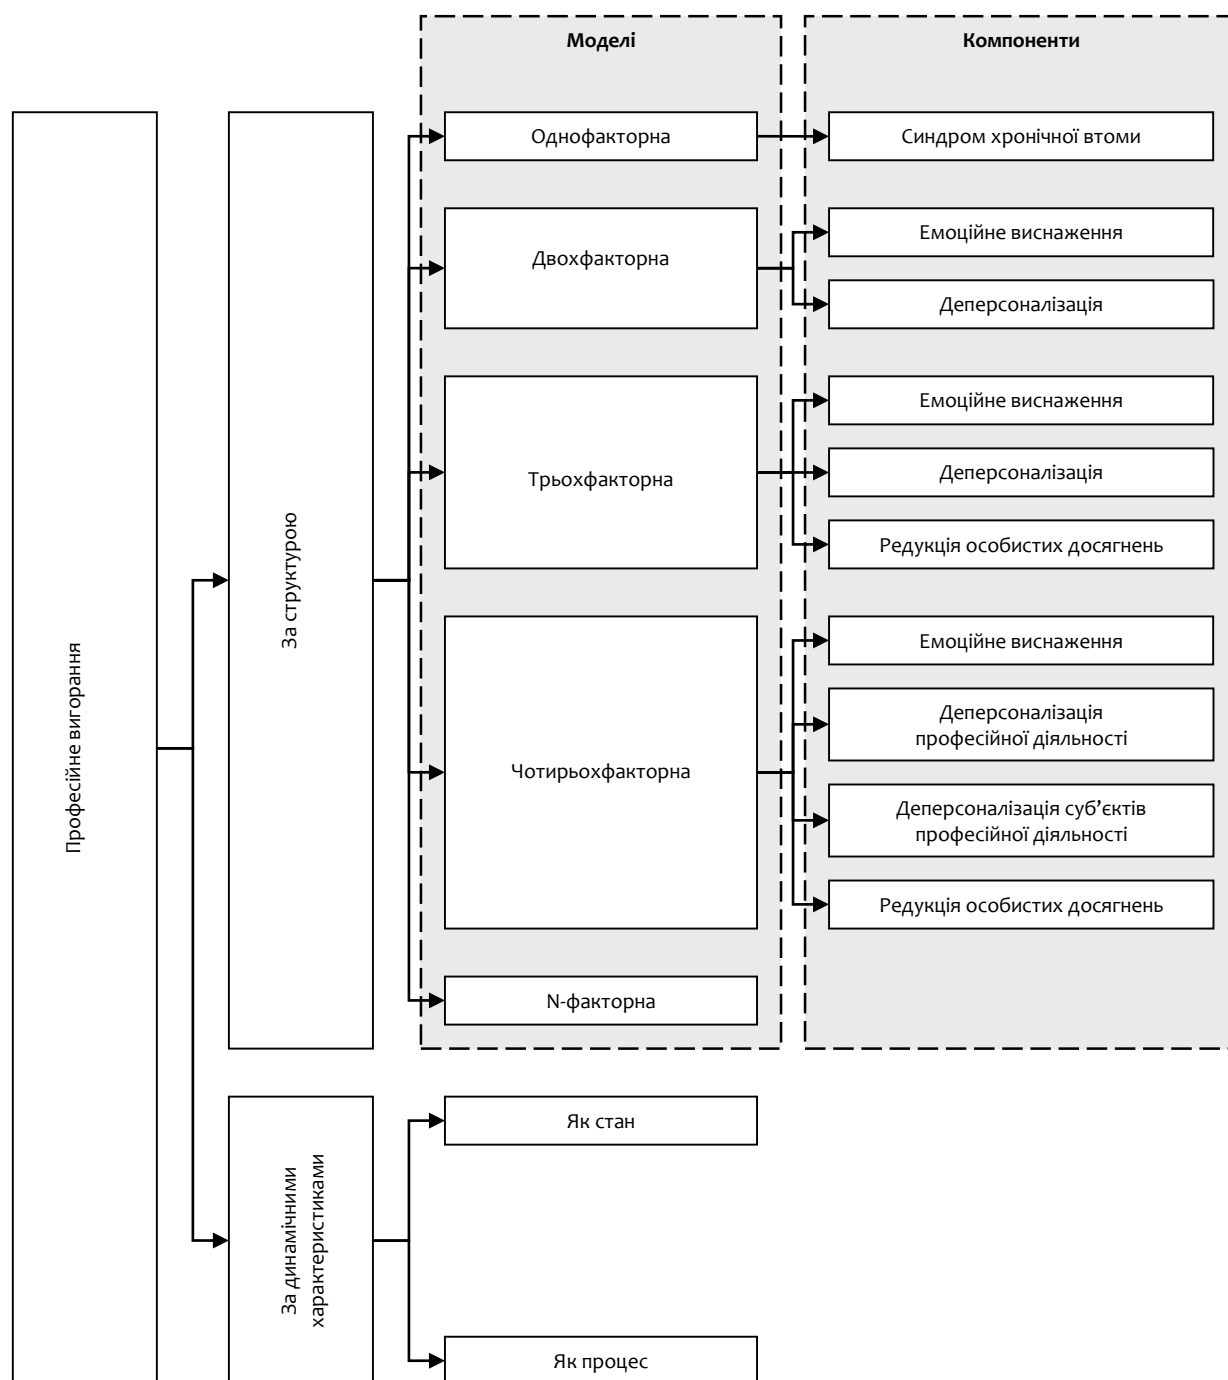 Моделі
Компоненти
Професійне вигорання
За структурою
Однофакторна
Синдром хронічної втоми
Двохфакторна
Емоційне виснаження
Деперсоналізація
Трьохфакторна
Емоційне виснаження
Деперсоналізація
Редукція особистих досягнень
Чотирьохфакторна
Емоційне виснаження
Деперсоналізація
професійної діяльності
Деперсоналізація суб’єктів
професійної діяльності
Редукція особистих досягнень
N-факторна
За динамічними
характеристиками
Як стан
Як процес